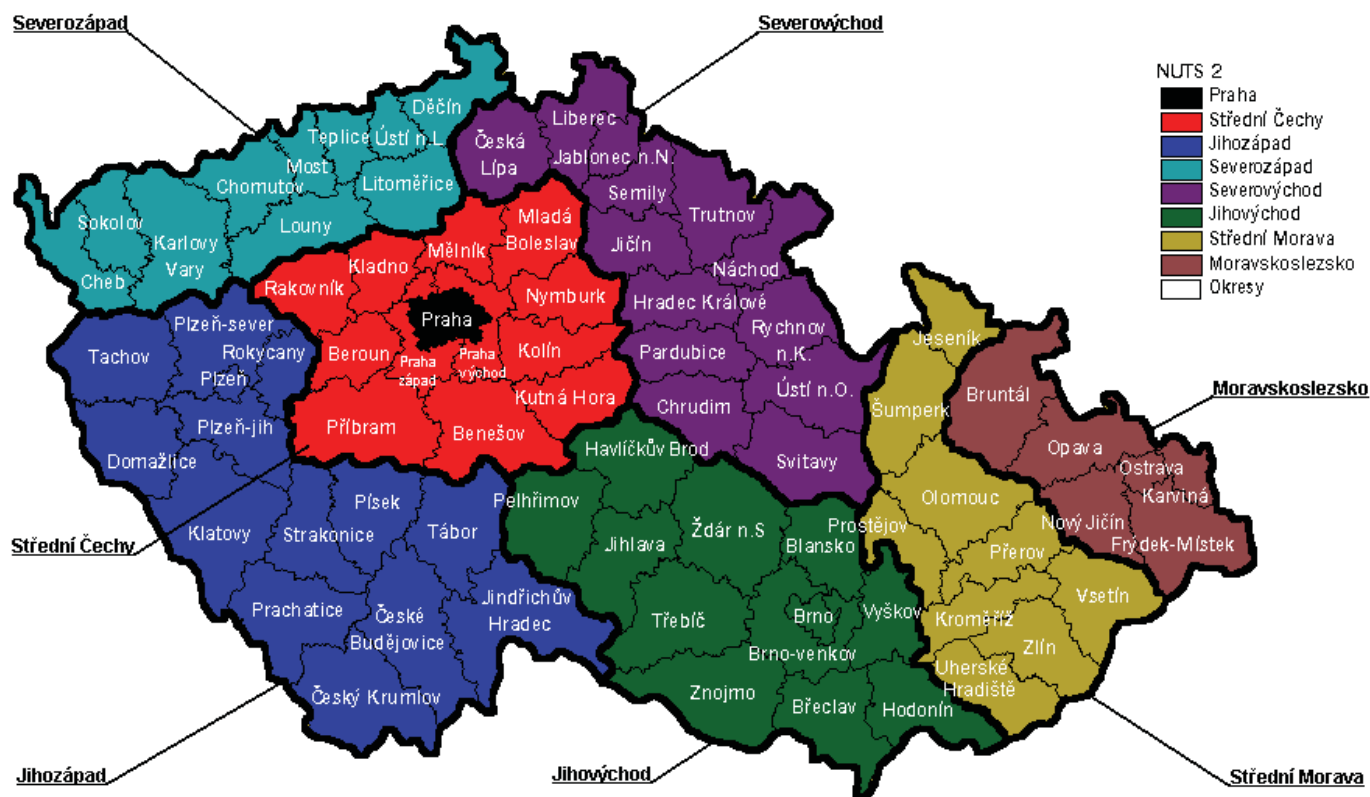 Severozápad
Severovýchod
NUTS 2
Praha
Střední Čechy
Jihozápad
Severozápad
Severovýchod
Jihovýchod
Střední Morava
Moravskoslezsko
Okresy
Děčín
Teplice
Ústí n.L.
Most
Chomutov
Litoměřice
Louny
Sokolov
Karlovy
Vary
Cheb
Česká
Lípa
Liberec
Jablonec n.N.
Semily
Trutnov
Jičín
Náchod
Hradec Králové
Rychnov
n.K.
Pardubice
Chrudim
Ústí n.O.
Svitavy
Mladá
Boleslav
Mělník
Kladno
Rakovník
Nymburk
Praha
Beroun
Praha
západ
Praha
východ
Kolín
Kutná Hora
Příbram
Benešov
Plzeň-sever
Tachov
Rokycany
Plzeň
Plzeň-jih
Domažlice
Klatovy
Písek
Strakonice
Tábor
Prachatice
České
Budějovice
Jindřichův
Hradec
Český Krumlov
Havlíčkův Brod
Pelhřimov
Jihlava
Ždár n.S
Blansko
Třebíč
Brno
Vyškov
Brno-venkov
Znojmo
Břeclav
Hodonín
Jeseník
Šumperk
Olomouc
Prostějov
Přerov
Kroměříž
Vsetín
Zlín
Uherské
Hradiště
Bruntál
Opava
Ostrava
Karviná
Nový Jičín
Frýdek-Místek
Moravskoslezsko
Střední Čechy
Jihozápad
Jihovýchod
Střední Morava